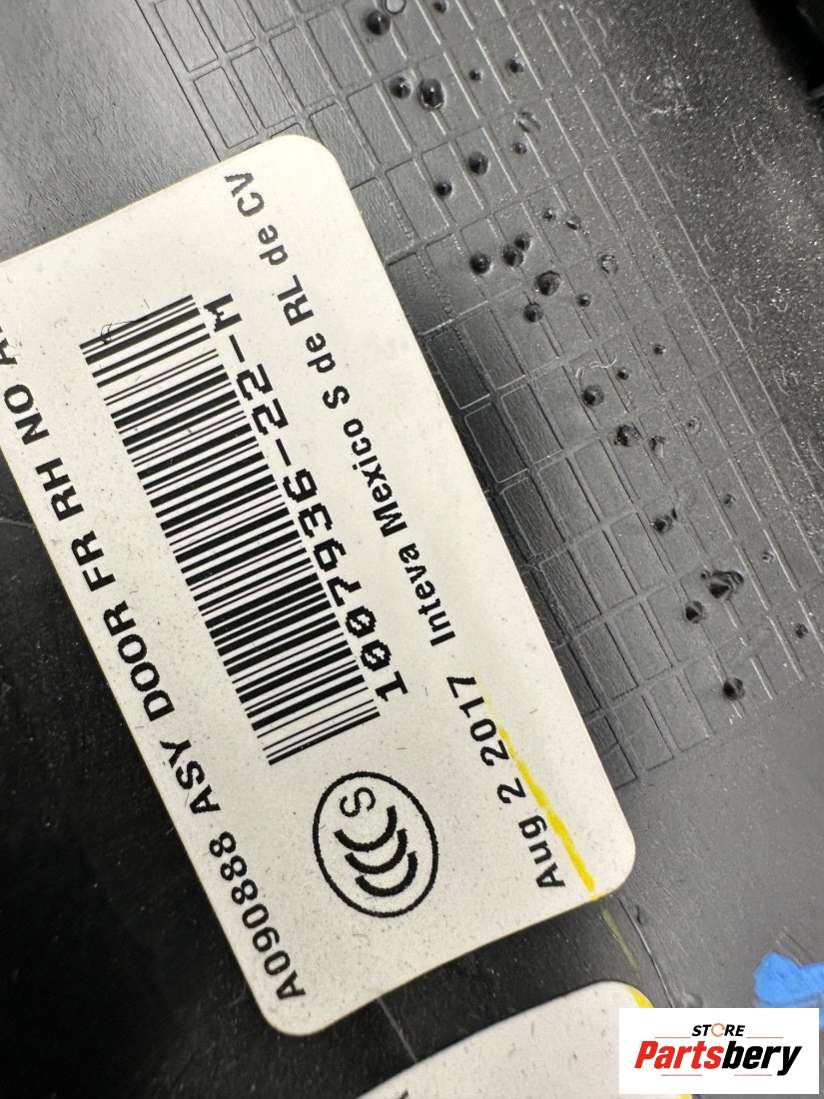 A090888 ASY DOOR FR RH NO
1007936-22-M
Inteva Mexico S de RL de CV
Aug 2 2017
CCC S
STORE
Partsbery